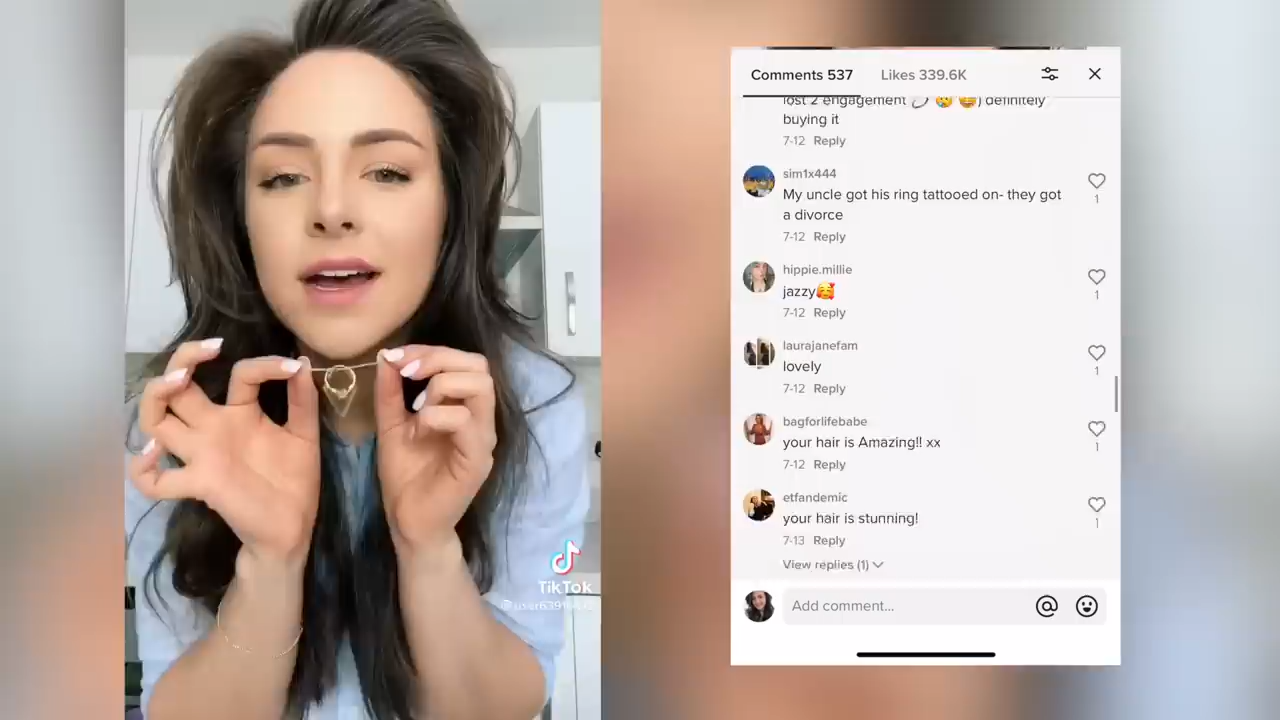 TikTok
Comments 537
Likes 339.6K
lost 2 engagement 💍 😢 🤩) definitely
buying it
7-12 Reply
sim1x444
My uncle got his ring tattooed on- they got
a divorce
1
7-12 Reply
hippie.millie
jazzy🥰
1
7-12 Reply
laurajanefam
lovely
1
7-12 Reply
bagforlifebabe
your hair is Amazing!! xx
1
7-12 Reply
etfandemic
your hair is stunning!
1
7-13 Reply
View replies (1)
Add comment...